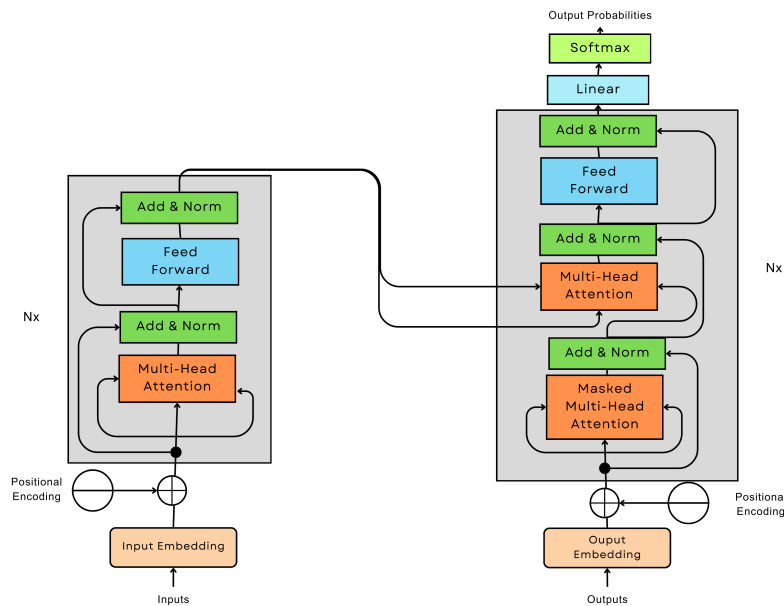 Output Probabilities
Softmax
Linear
Add & Norm
Feed
Forward
Add & Norm
Multi-Head
Attention
Nx
Add & Norm
Masked
Multi-Head
Attention
Positional
Encoding
Ouput
Embedding
Outputs
Add & Norm
Feed
Forward
Nx
Add & Norm
Multi-Head
Attention
Positional
Encoding
Input Embedding
Inputs